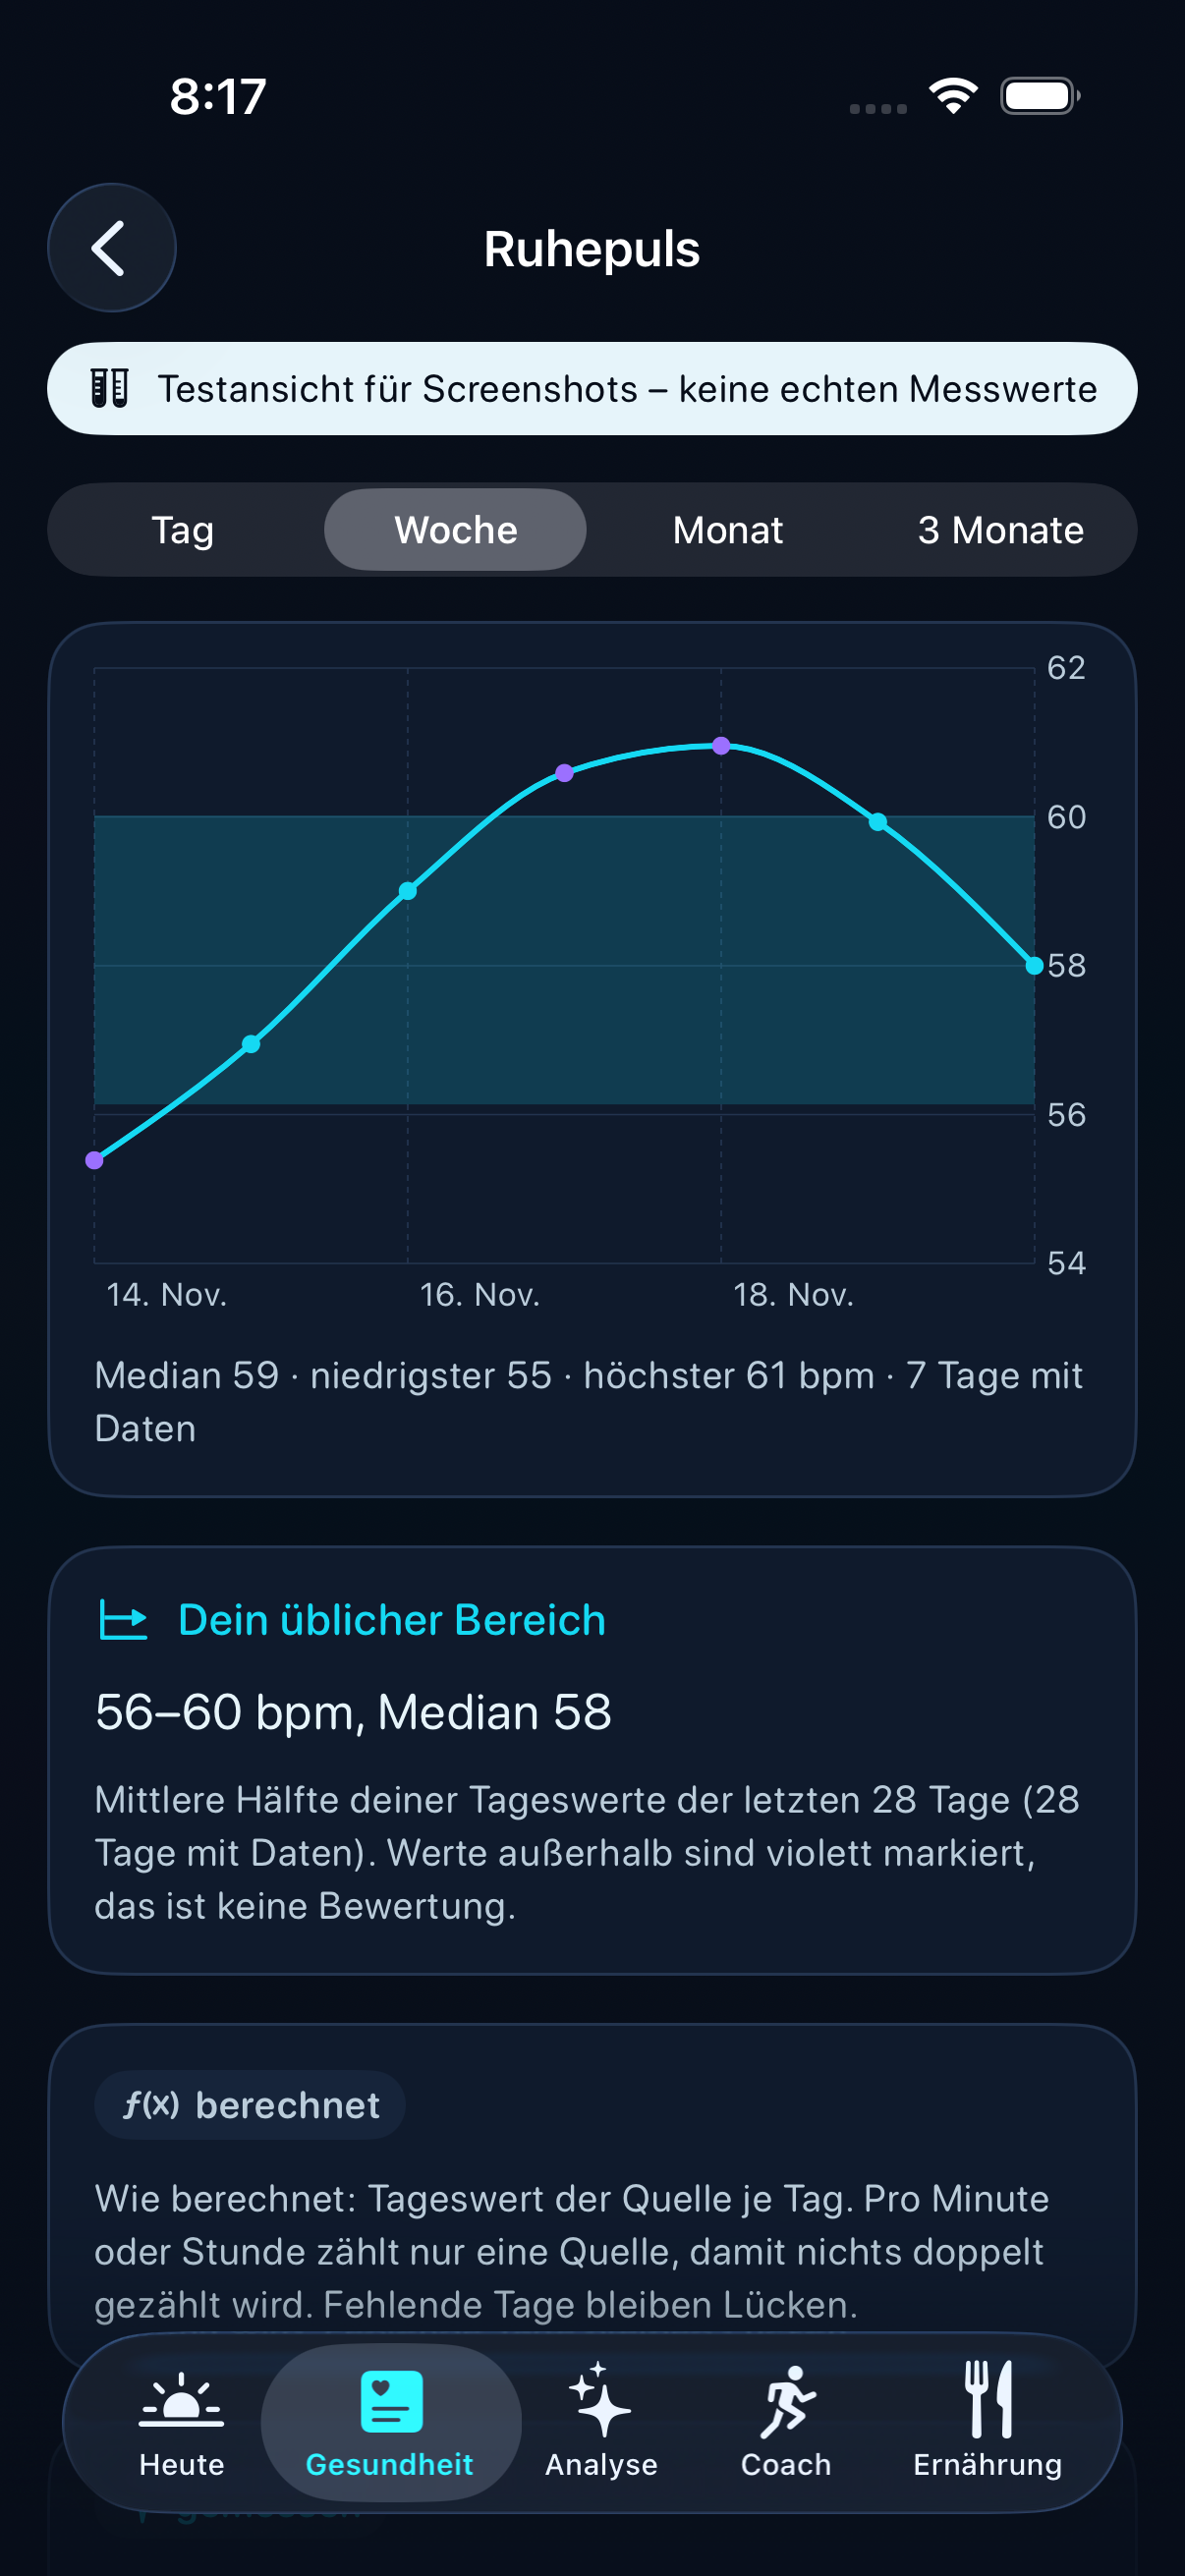 8:17
Ruhepuls
Testansicht für Screenshots – keine echten Messwerte
Tag Woche Monat 3 Monate
62
60
58
56
54
14. Nov. 16. Nov. 18. Nov.
Median 59 · niedrigster 55 · höchster 61 bpm · 7 Tage mit
Daten
Dein üblicher Bereich
56–60 bpm, Median 58
Mittlere Hälfte deiner Tageswerte der letzten 28 Tage (28
Tage mit Daten). Werte außerhalb sind violett markiert,
das ist keine Bewertung.
f(x) berechnet
Wie berechnet: Tageswert der Quelle je Tag. Pro Minute
oder Stunde zählt nur eine Quelle, damit nichts doppelt
gezählt wird. Fehlende Tage bleiben Lücken.
Heute Gesundheit Analyse Coach Ernährung